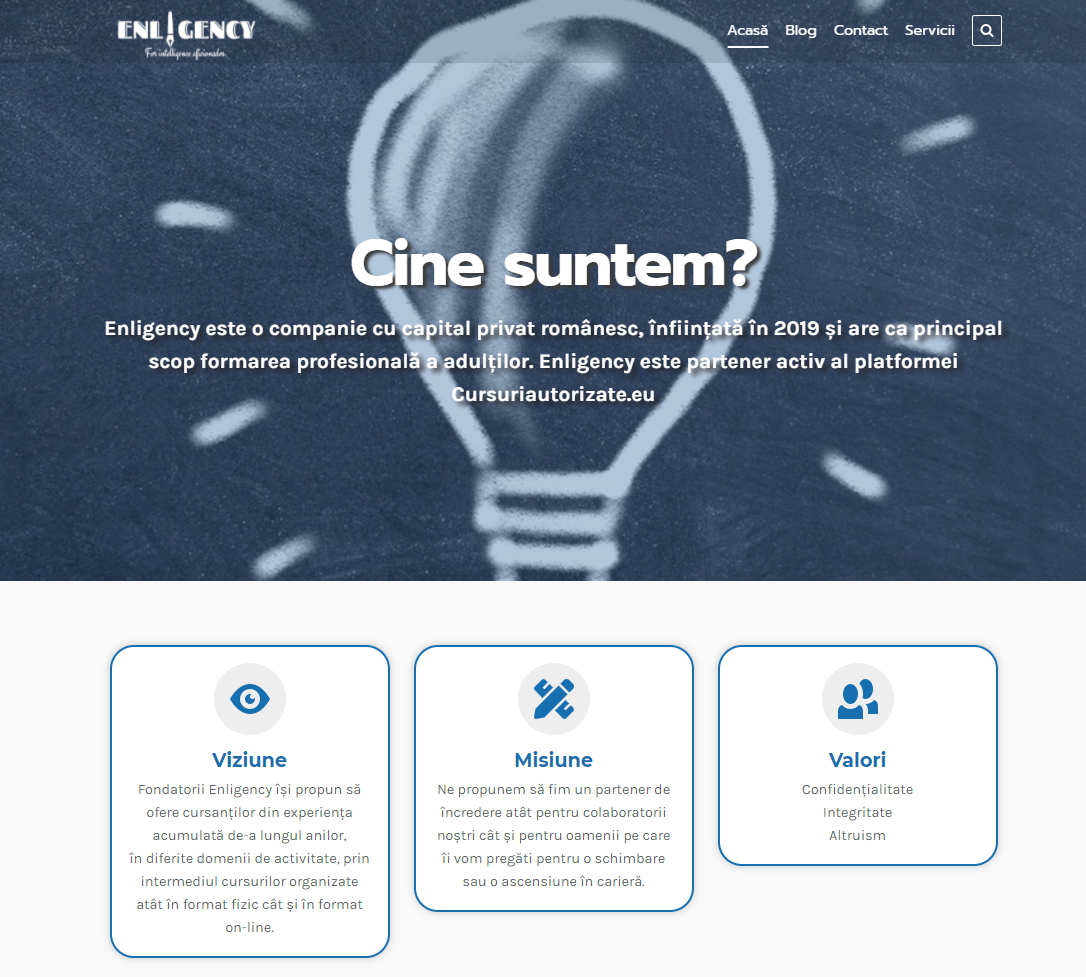 ENLIGENCY
For intelligence aficionados.
Acasă
Blog
Contact
Servicii
Cine suntem?
Enligency este o companie cu capital privat românesc, înființată în 2019 și are ca principal
scop formarea profesională a adulților. Enligency este partener activ al platformei
Cursuriautorizate.eu
Viziune
Fondatorii Enligency își propun să
ofere cursanților din experiența
acumulată de-a lungul anilor,
în diferite domenii de activitate, prin
intermediul cursurilor organizate
atât în format fizic cât și în format
on-line.
Misiune
Ne propunem să fim un partener de
încredere atât pentru colaboratorii
noștri cât și pentru oamenii pe care
îi vom pregăti pentru o schimbare
sau o ascensiune în carieră.
Valori
Confidențialitate
Integritate
Altruism